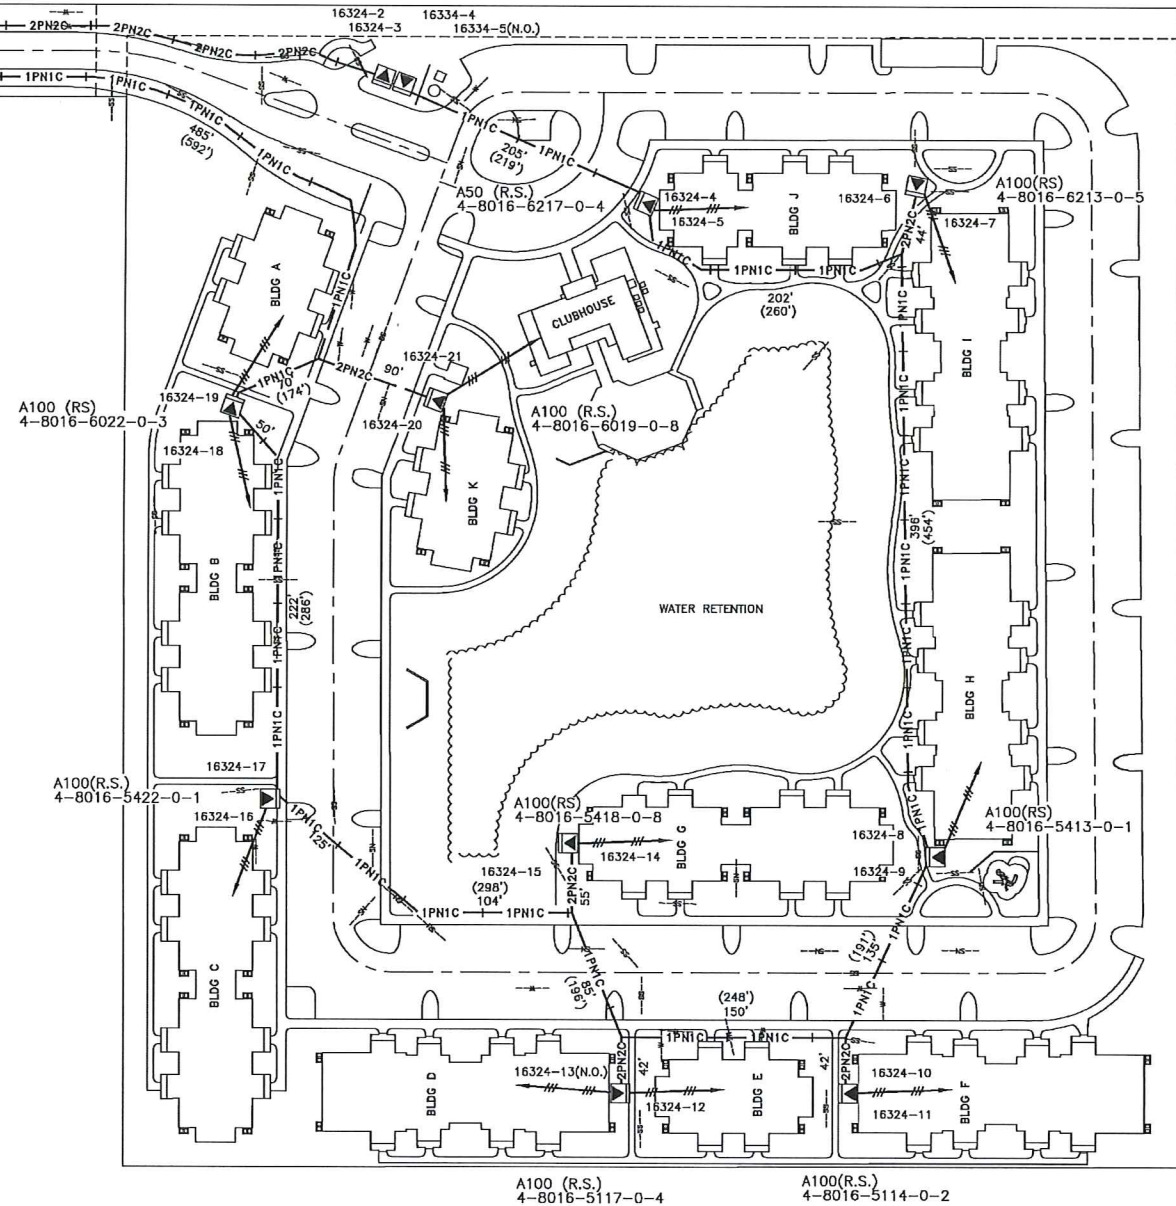 16324-2
16334-4
16324-3
16334-5(N.O.)
2PN2C
2PN2C
2PN2C
2PN2C
1PN1C
1PN1C
1PN1C
1PN1C
485'
(592')
1PN1C
205'
(219')
1PN1C
A50 (R.S.)
4-8016-6217-0-4
16324-4
16324-5
BLDG J
16324-6
A100(RS)
4-8016-6213-0-5
16324-7
2PN2C
44'
1PN1C
1PN1C
1PN1C
202'
(260')
BLDG A
1PN1C
CLUBHOUSE
1PN1C
BLDG I
16324-21
2PN2C
90'
1PN1C
70'
(174')
16324-19
A100 (RS)
4-8016-6022-0-3
50'
16324-18
16324-20
A100 (R.S.)
4-8016-6019-0-8
1PN1C
1PN1C
1PN1C
BLDG K
396'
(454')
1PN1C
1PN1C
BLDG B
222'
(286')
1PN1C
WATER RETENTION
1PN1C
1PN1C
BLDG H
1PN1C
16324-17
A100(R.S.)
4-8016-5422-0-1
16324-16
1PN1C
125'
1PN1C
A100(RS)
4-8016-5418-0-8
16324-14
BLDG G
16324-8
16324-9
1PN1C
A100(RS)
4-8016-5413-0-1
16324-15
(298')
104'
2PN2C
55'
1PN1C
1PN1C
1PN1C
85'
(196')
1PN1C
(191')
135'
1PN1C
BLDG C
(248')
150'
1PN1C
1PN1C
2PN2C
42'
42'
2PN2C
16324-13(N.O.)
BLDG D
16324-12
BLDG E
16324-10
16324-11
BLDG F
A100 (R.S.)
4-8016-5117-0-4
A100(R.S.)
4-8016-5114-0-2